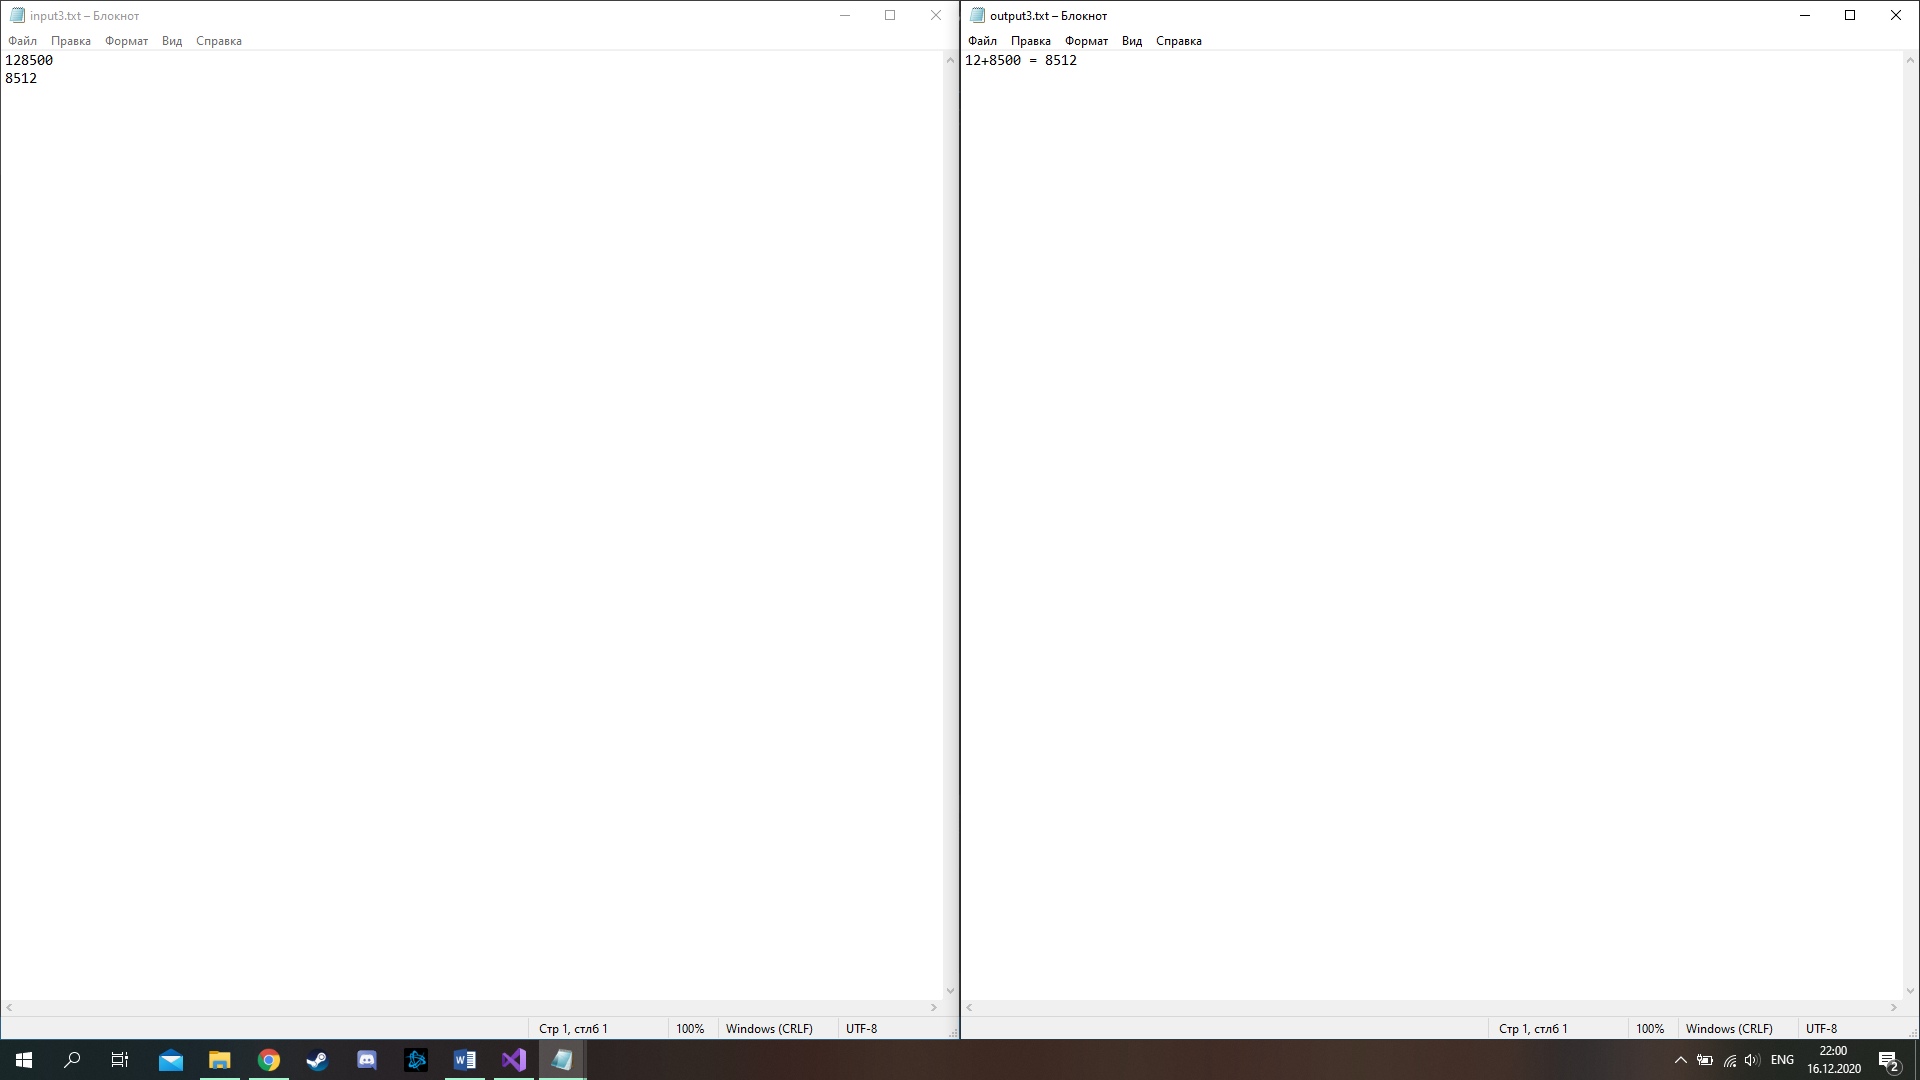 input3.txt – Блокнот
Файл Правка Формат Вид Справка
128500
8512
Стр 1, стлб 1 100% Windows (CRLF) UTF-8
output3.txt – Блокнот
Файл Правка Формат Вид Справка
12+8500 = 8512
Стр 1, стлб 1 100% Windows (CRLF) UTF-8
ENG
22:00
16.12.2020
2